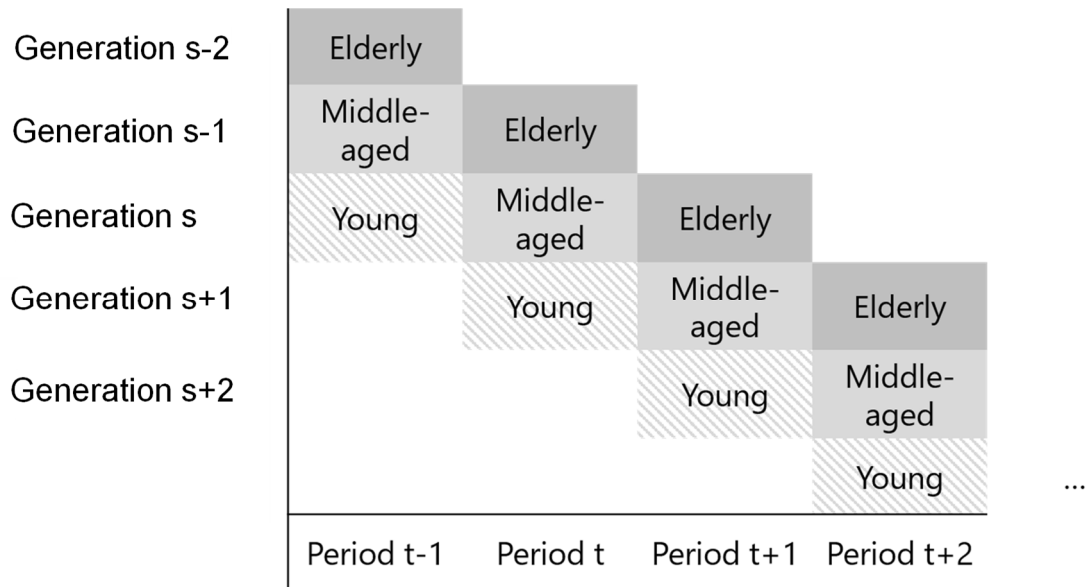 Generation s-2
Elderly
Generation s-1
Middle-
aged
Elderly
Generation s
Young
Middle-
aged
Elderly
Generation s+1
Young
Middle-
aged
Elderly
Generation s+2
Young
Middle-
aged
Young
...
Period t-1 Period t Period t+1 Period t+2